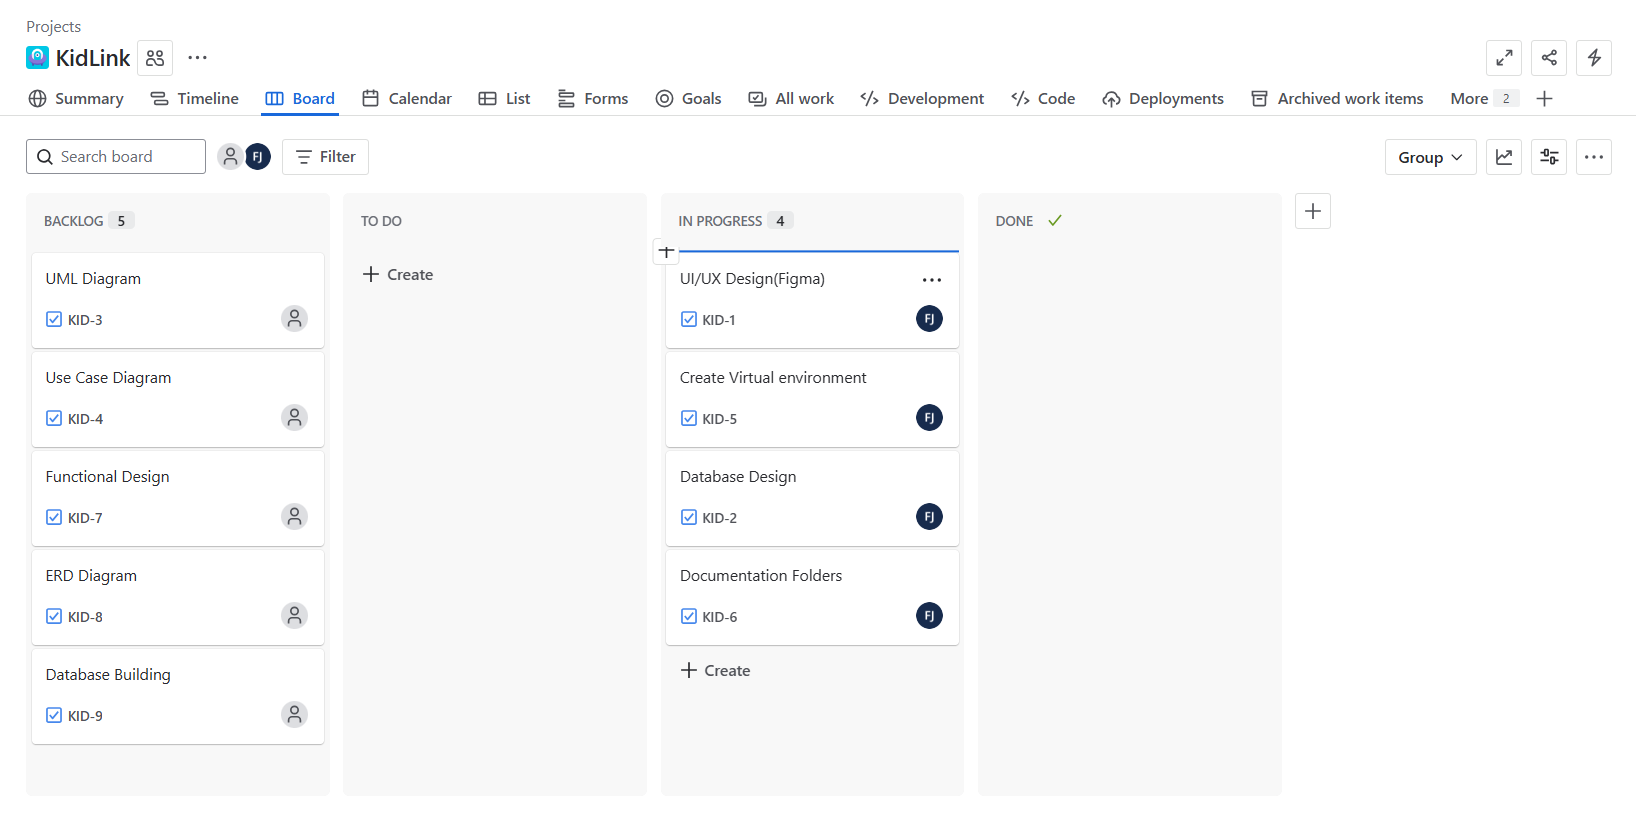 Projects
KidLink
Summary Timeline Board Calendar List Forms Goals All work Development Code Deployments Archived work items More 2
Search board FJ Filter Group
BACKLOG 5
UML Diagram
KID-3
Use Case Diagram
KID-4
Functional Design
KID-7
ERD Diagram
KID-8
Database Building
KID-9
TO DO
Create
IN PROGRESS 4
UI/UX Design(Figma)
KID-1 FJ
Create Virtual environment
KID-5 FJ
Database Design
KID-2 FJ
Documentation Folders
KID-6 FJ
Create
DONE